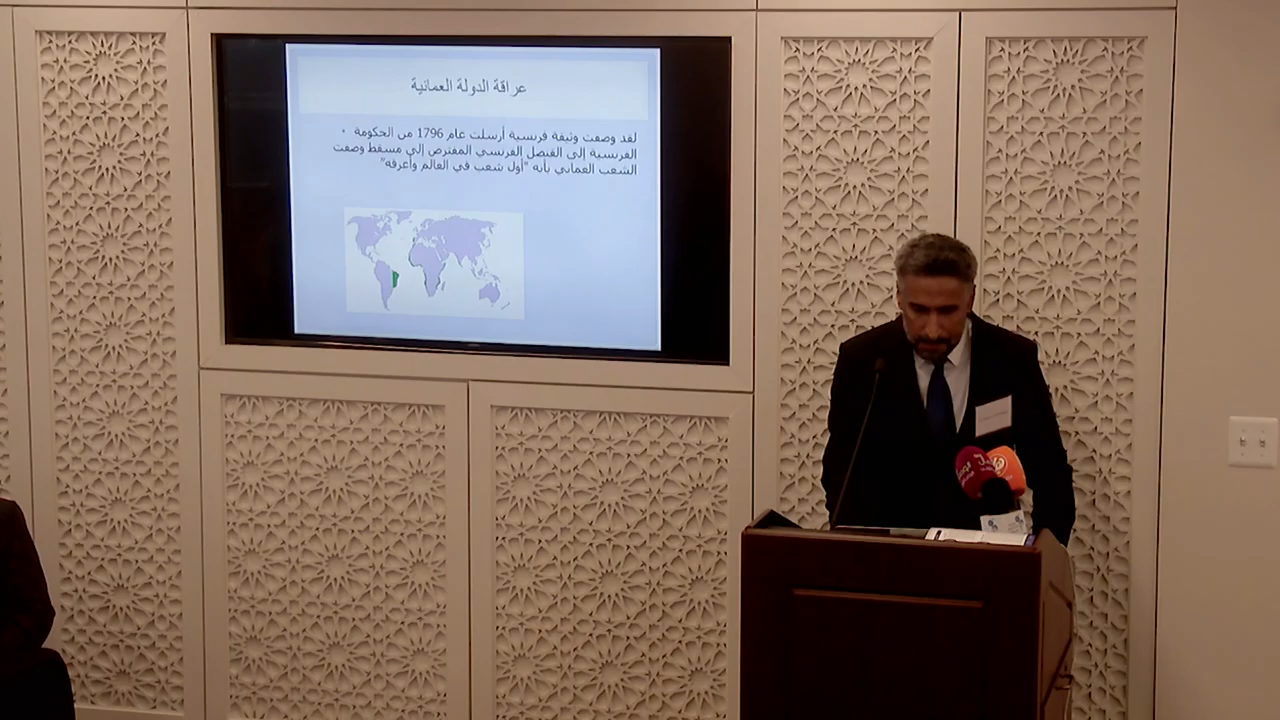 عراقة الدولة العمانية
• لقد وصفت وثيقة فرنسية أرسلت عام 1796 من الحكومة
الفرنسية إلى القنصل الفرنسي المفترض إلى مسقط وصفت
الشعب العماني بأنه "أول شعب في العالم وأعرقه"